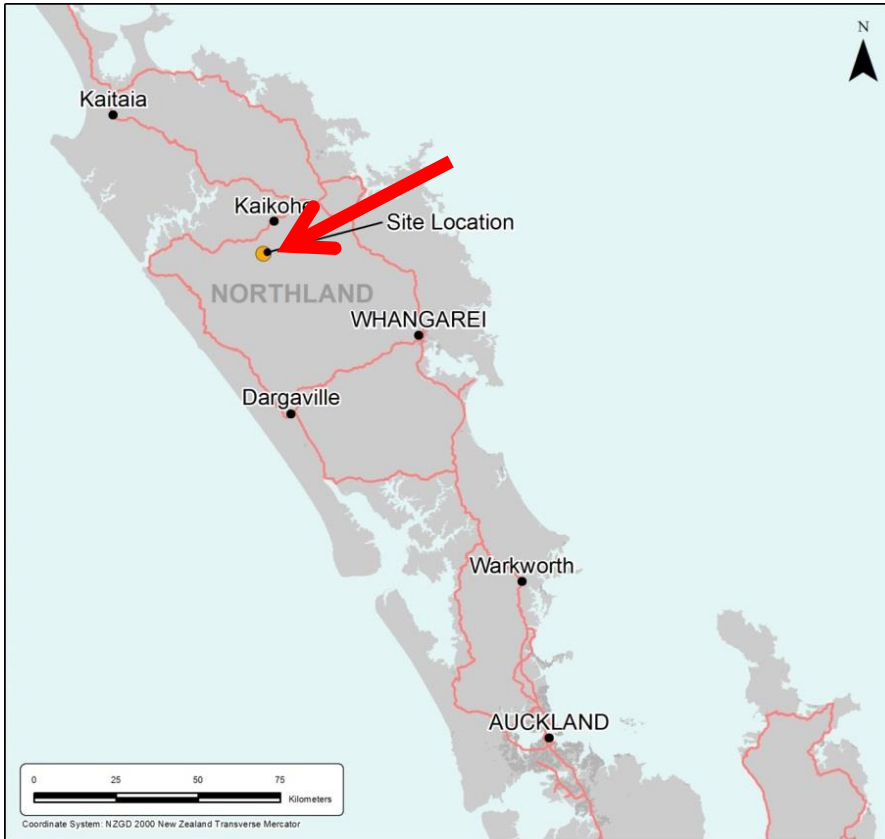 N
Kaitaia
Kaikohe
Site Location
NORTHLAND
WHANGAREI
Dargaville
Warkworth
AUCKLAND
0 25 50 75
Kilometers
Coordinate System: NZGD 2000 New Zealand Transverse Mercator